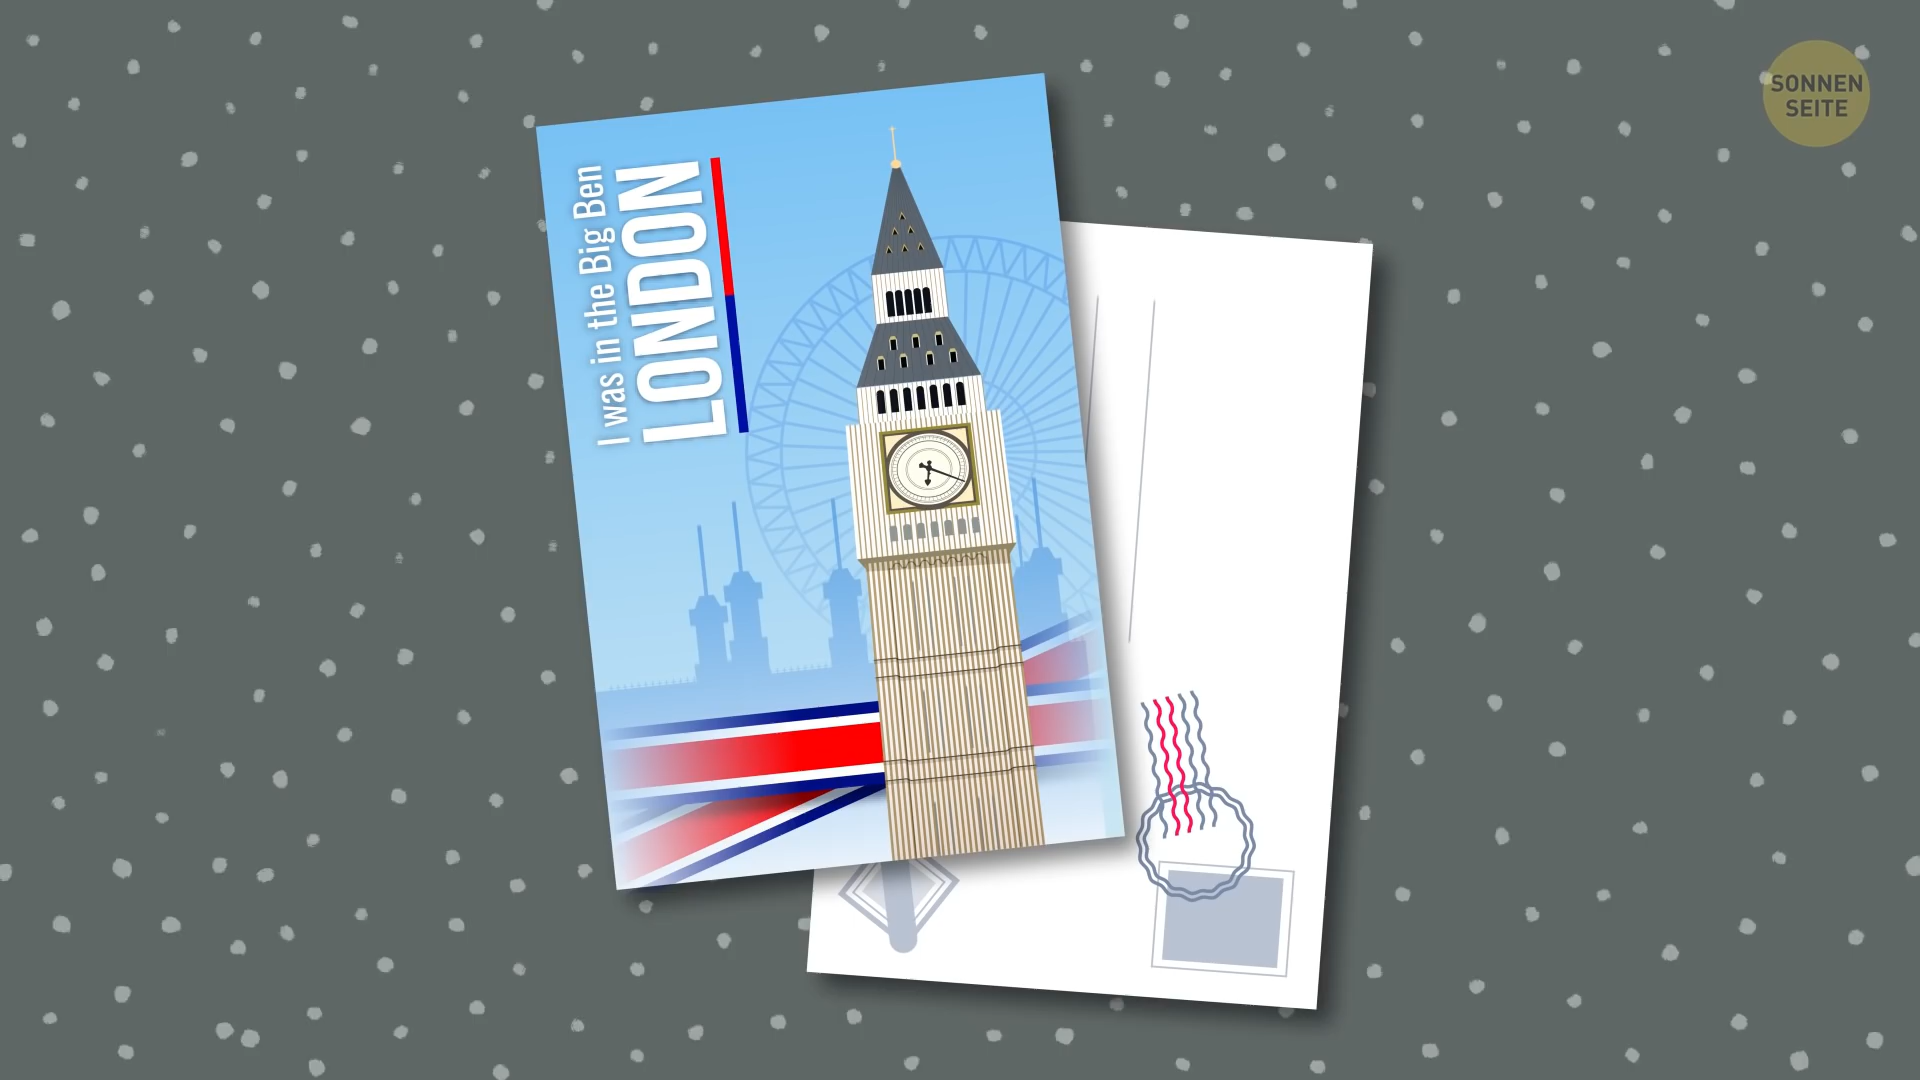 I was in the Big Ben
LONDON
SONNEN
SEITE